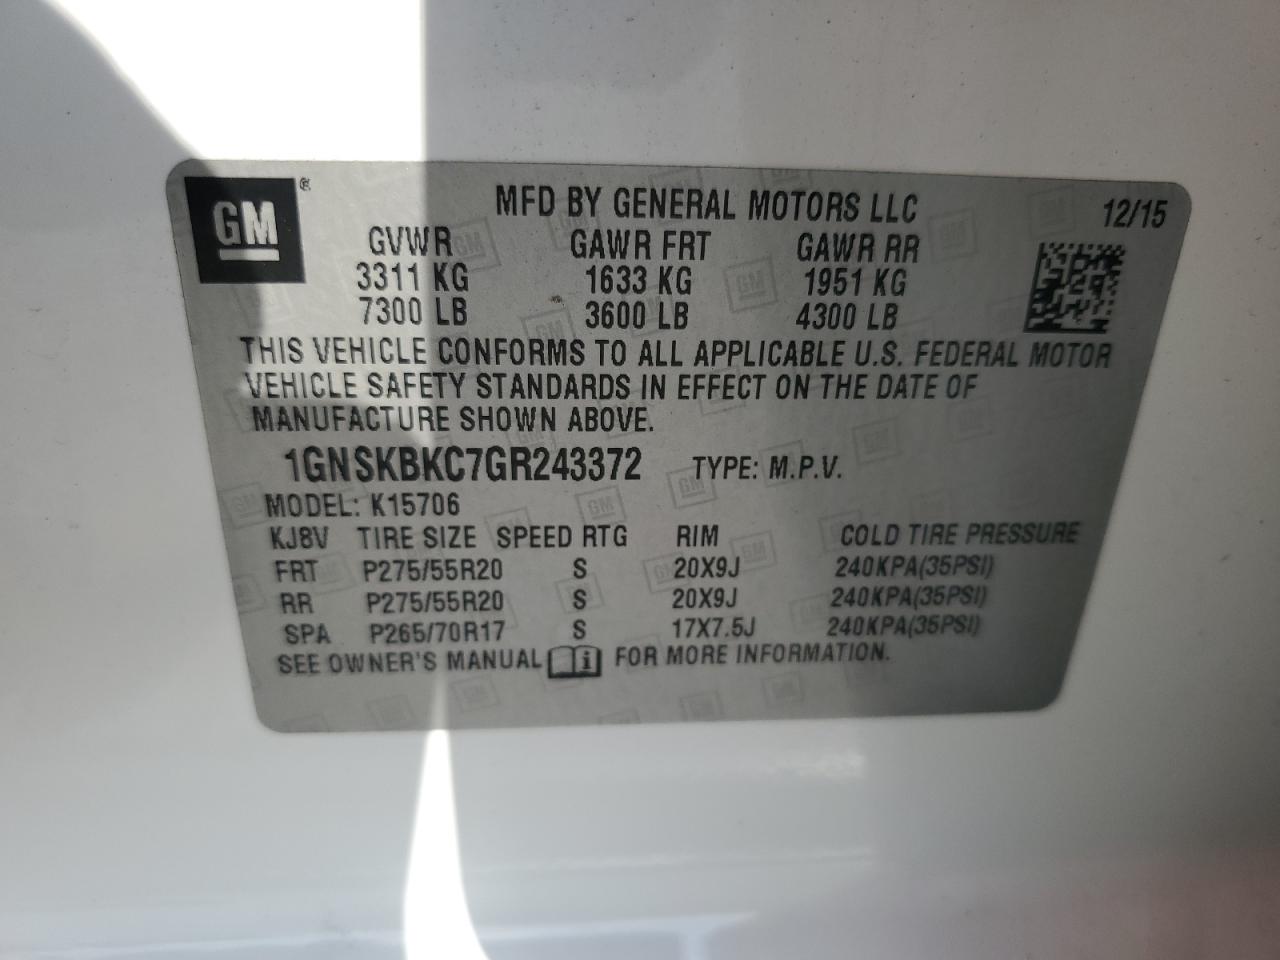 GM ®
MFD BY GENERAL MOTORS LLC 12/15
GVWR GAWR FRT GAWR RR
3311 KG 1633 KG 1951 KG
7300 LB 3600 LB 4300 LB
THIS VEHICLE CONFORMS TO ALL APPLICABLE U.S. FEDERAL MOTOR
VEHICLE SAFETY STANDARDS IN EFFECT ON THE DATE OF
MANUFACTURE SHOWN ABOVE.
1GNSKBKC7GR243372 TYPE: M.P.V.
MODEL: K15706
KJ8V TIRE SIZE SPEED RTG RIM COLD TIRE PRESSURE
FRT P275/55R20 S 20X9J 240KPA(35PSI)
RR P275/55R20 S 20X9J 240KPA(35PSI)
SPA P265/70R17 S 17X7.5J 240KPA(35PSI)
SEE OWNER'S MANUAL i FOR MORE INFORMATION.